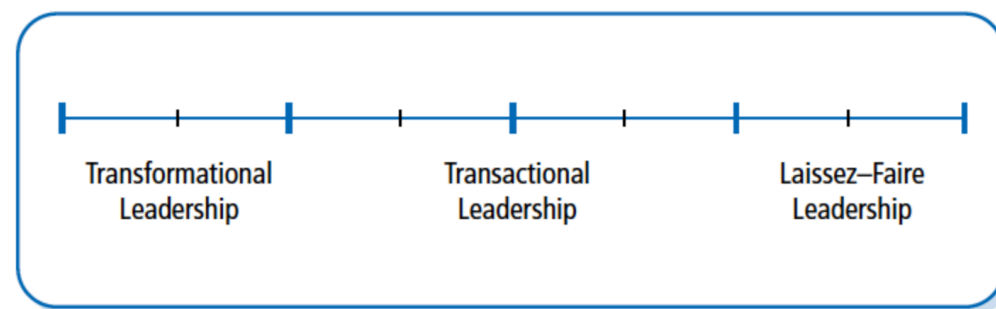 Transformational
Leadership
Transactional
Leadership
Laissez–Faire
Leadership